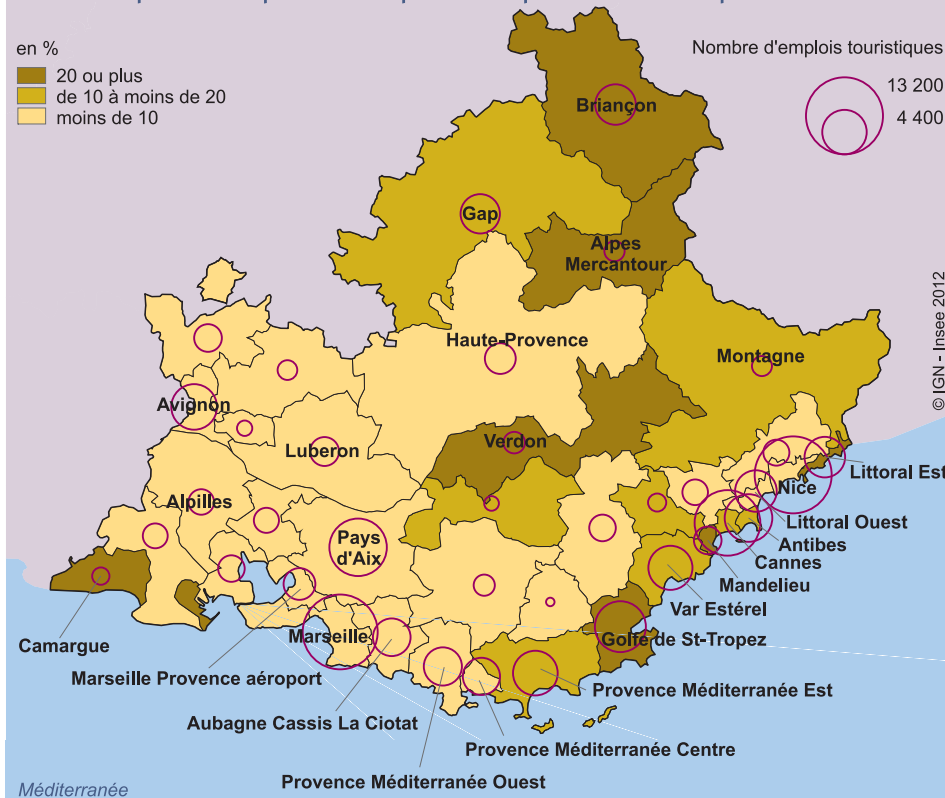 en %
20 ou plus
de 10 à moins de 20
moins de 10
Nombre d'emplois touristiques
13 200
4 400
Briançon
Gap
Alpes
Mercantour
© IGN - Insee 2012
Haute-Provence
Montagne
Avignon
Verdon
Luberon
Littoral Est
Nice
Alpilles
Littoral Ouest
Pays
d'Aix
Antibes
Cannes
Mandelieu
Var Estérel
Marseille
Golfe de St-Tropez
Camargue
Marseille Provence aéroport
Provence Méditerranée Est
Aubagne Cassis La Ciotat
Provence Méditerranée Centre
Provence Méditerranée Ouest
Méditerranée